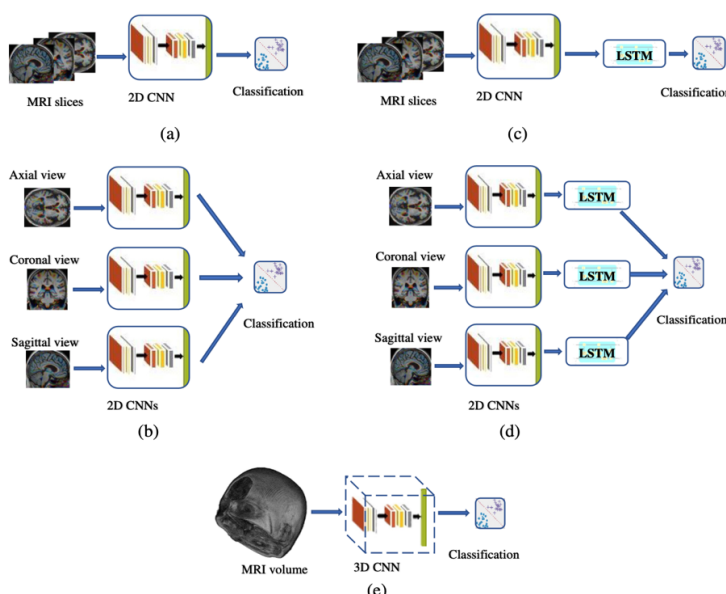 MRI slices
2D CNN
Classification
(a)
LSTM
MRI slices
2D CNN
Classification
(c)
Axial view
Coronal view
Sagittal view
Classification
2D CNNs
(b)
Axial view
LSTM
Coronal view
LSTM
Sagittal view
LSTM
Classification
2D CNNs
(d)
MRI volume
3D CNN
Classification
(e)